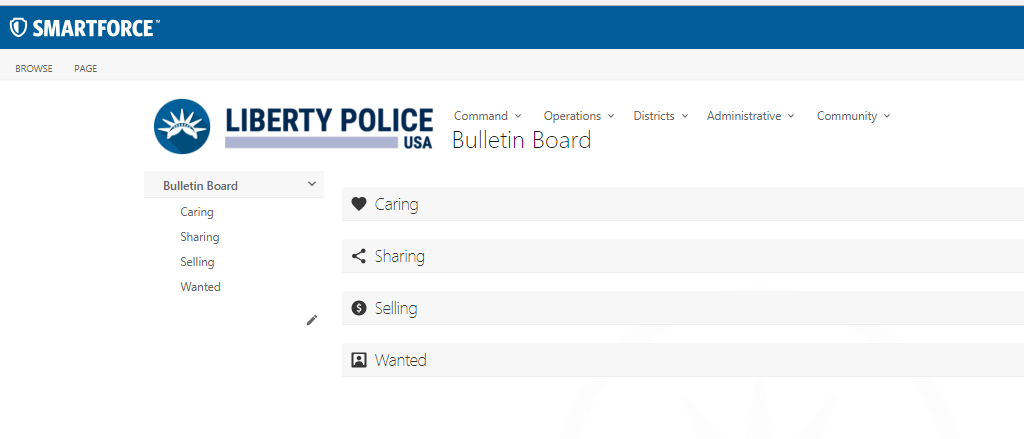 SMARTFORCE™
BROWSE PAGE
LIBERTY POLICE
USA
Command Operations Districts Administrative Community
Bulletin Board
Bulletin Board
Caring
Sharing
Selling
Wanted
Caring
Sharing
Selling
Wanted